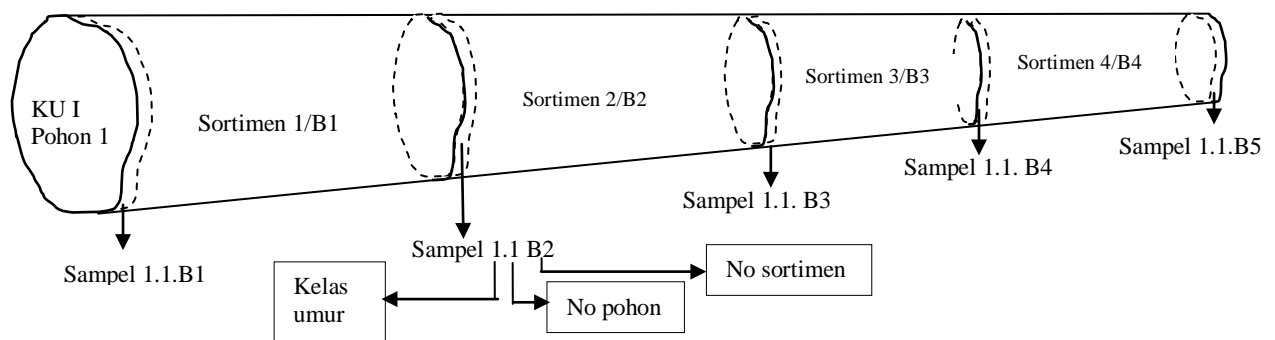 KU I
Pohon 1
Sortimen 1/B1
Sortimen 2/B2
Sortimen 3/B3
Sortimen 4/B4
Sampel 1.1.B1
Sampel 1.1 B2
Sampel 1.1. B3
Sampel 1.1. B4
Sampel 1.1.B5
Kelas
umur
No pohon
No sortimen